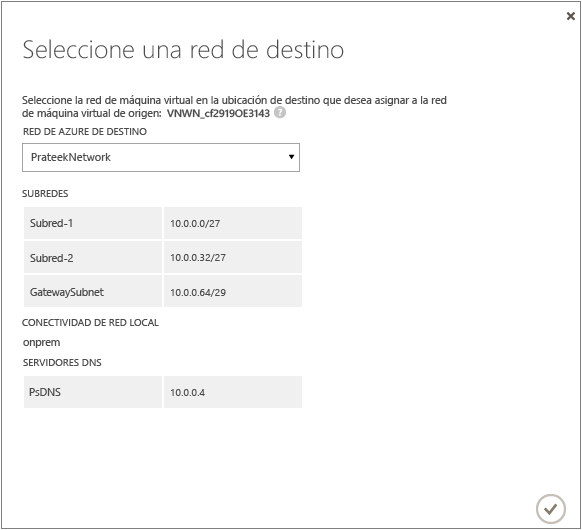 Seleccione una red de destino
Seleccione la red de máquina virtual en la ubicación de destino que desea asignar a la red
de máquina virtual de origen: VNWN_cf2919OE3143 ?
RED DE AZURE DE DESTINO
PrateekNetwork
SUBREDES
Subred-1 10.0.0.0/27
Subred-2 10.0.0.32/27
GatewaySubnet 10.0.0.64/29
CONECTIVIDAD DE RED LOCAL
onprem
SERVIDORES DNS
PsDNS 10.0.0.4